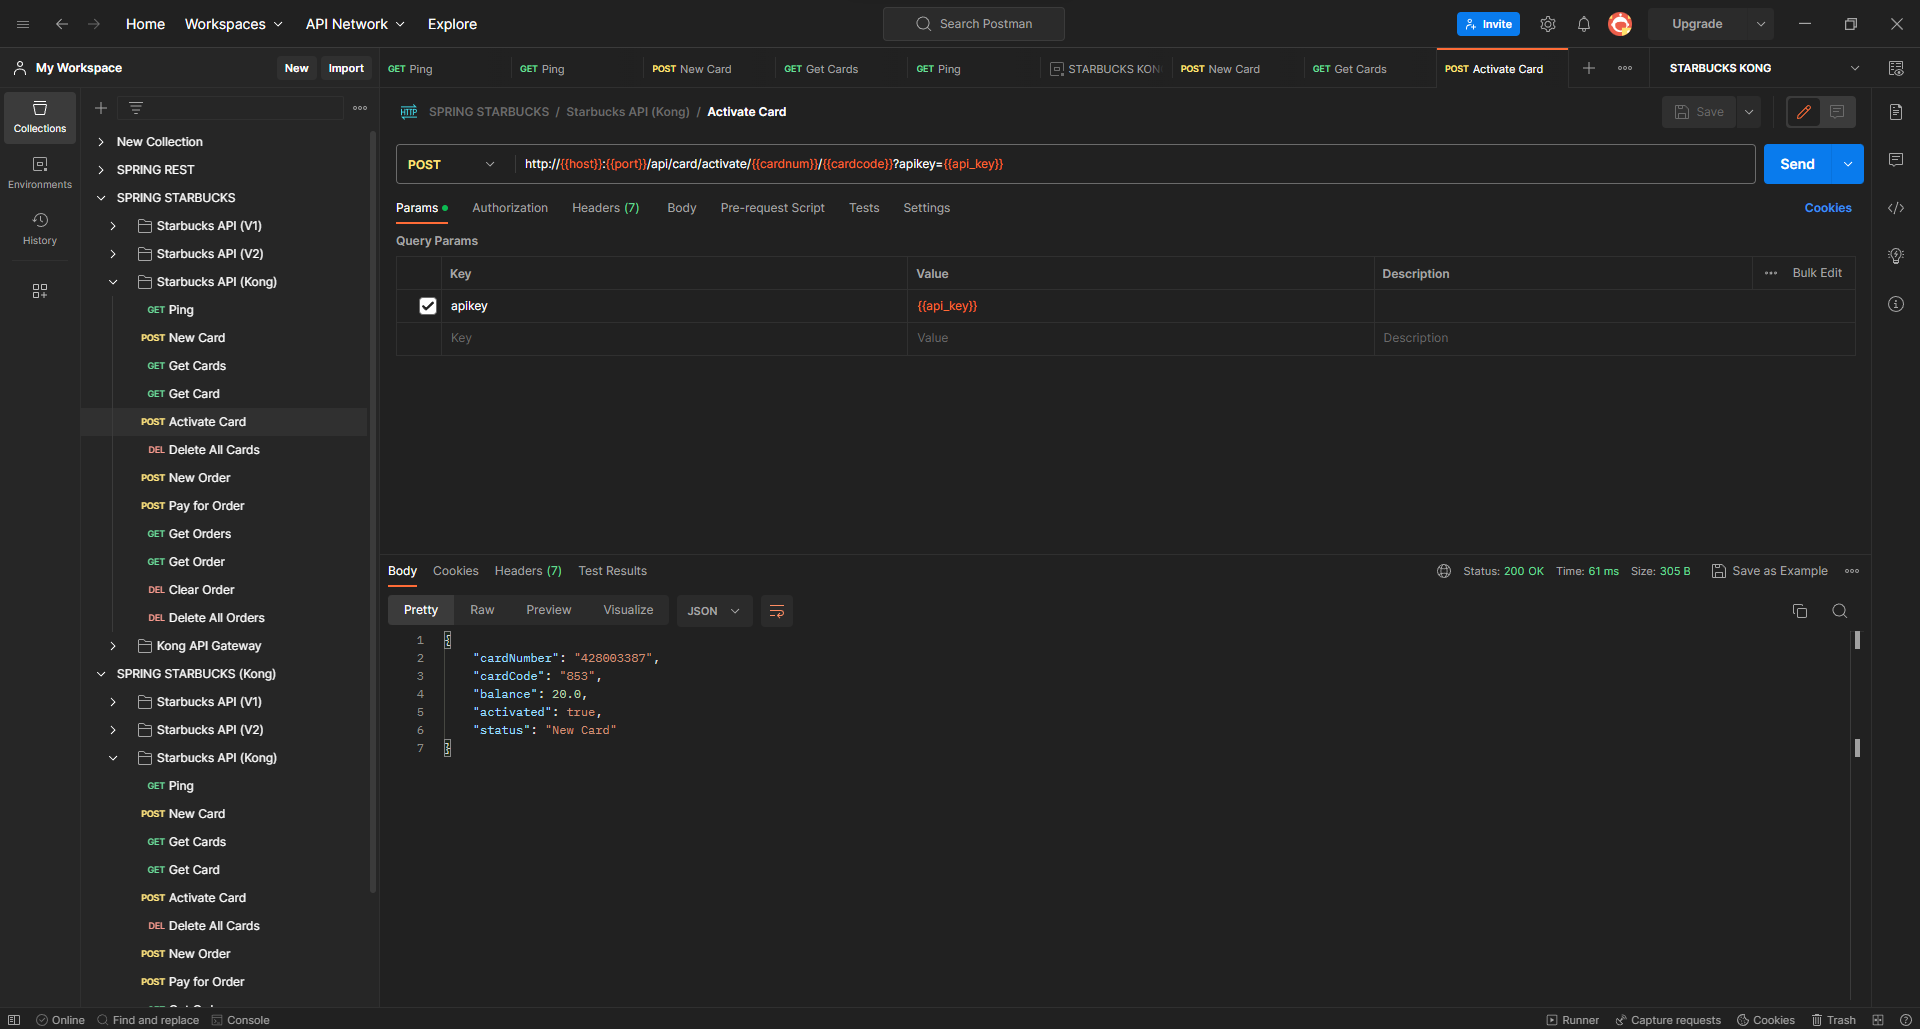 Home
Workspaces
API Network
Explore
Search Postman
Invite
Upgrade
My Workspace
New
Import
GET Ping
GET Ping
POST New Card
GET Get Cards
GET Ping
STARBUCKS KON
POST New Card
GET Get Cards
POST Activate Card
STARBUCKS KONG
Collections
Environments
History
New Collection
SPRING REST
SPRING STARBUCKS
Starbucks API (V1)
Starbucks API (V2)
Starbucks API (Kong)
GET Ping
POST New Card
GET Get Cards
GET Get Card
POST Activate Card
DEL Delete All Cards
POST New Order
POST Pay for Order
GET Get Orders
GET Get Order
DEL Clear Order
DEL Delete All Orders
Kong API Gateway
SPRING STARBUCKS (Kong)
Starbucks API (V1)
Starbucks API (V2)
Starbucks API (Kong)
GET Ping
POST New Card
GET Get Cards
GET Get Card
POST Activate Card
DEL Delete All Cards
POST New Order
POST Pay for Order
HTTP SPRING STARBUCKS / Starbucks API (Kong) / Activate Card
Save
POST http://{{host}}:{{port}}/api/card/activate/{{cardnum}}/{{cardcode}}?apikey={{api_key}}
Send
Params Authorization Headers (7) Body Pre-request Script Tests Settings
Cookies
Query Params
Key Value Description Bulk Edit
apikey {{api_key}}
Key Value Description
Body Cookies Headers (7) Test Results
Status: 200 OK Time: 61 ms Size: 305 B Save as Example
Pretty Raw Preview Visualize JSON
1 {
2 "cardNumber": "428003387",
3 "cardCode": "853",
4 "balance": 20.0,
5 "activated": true,
6 "status": "New Card"
7 }
Online Find and replace Console
Runner Capture requests Cookies Trash